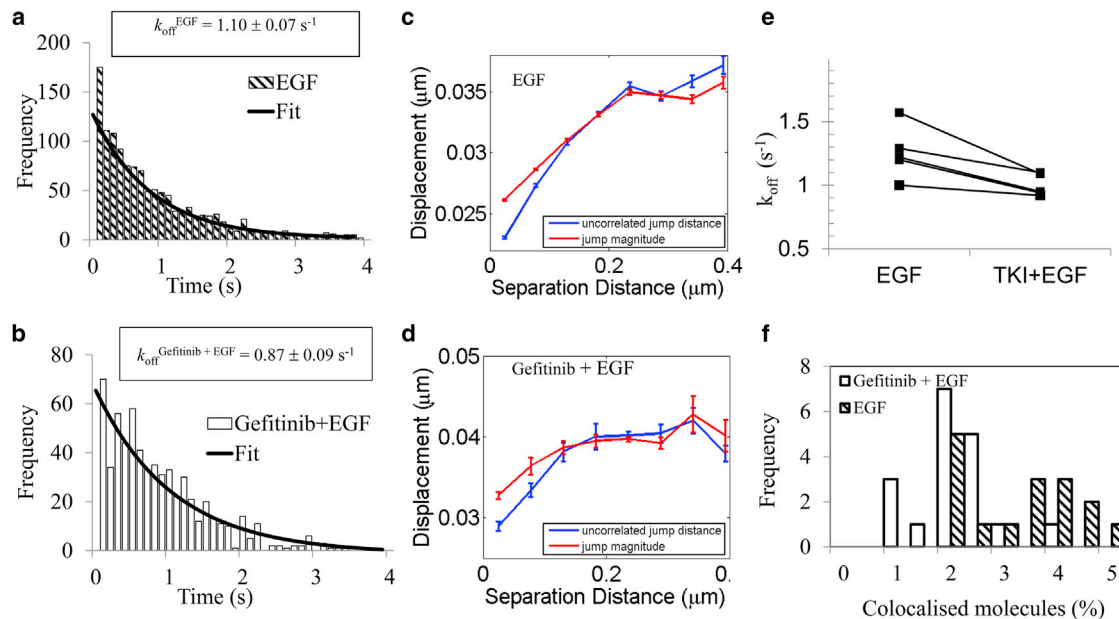 a
k_off^EGF = 1.10 ± 0.07 s⁻¹
200
150
100
50
0
Frequency
EGF
Fit
0 1 2 3 4
Time (s)
b
k_off^Gefitinib + EGF = 0.87 ± 0.09 s⁻¹
80
60
40
20
0
Frequency
Gefitinib+EGF
Fit
0 1 2 3 4
Time (s)
c
EGF
0.035
0.03
0.025
Displacement (μm)
uncorrelated jump distance
jump magnitude
0 0.2 0.4
Separation Distance (μm)
d
Gefitinib + EGF
0.05
0.04
0.03
Displacement (μm)
uncorrelated jump distance
jump magnitude
0 0.2 0.
Separation Distance (μm)
e
1.5
1
0.5
k_off (s⁻¹)
EGF TKI+EGF
f
8
6
4
2
0
Frequency
Gefitinib + EGF
EGF
0 1 2 3 4 5
Colocalised molecules (%)